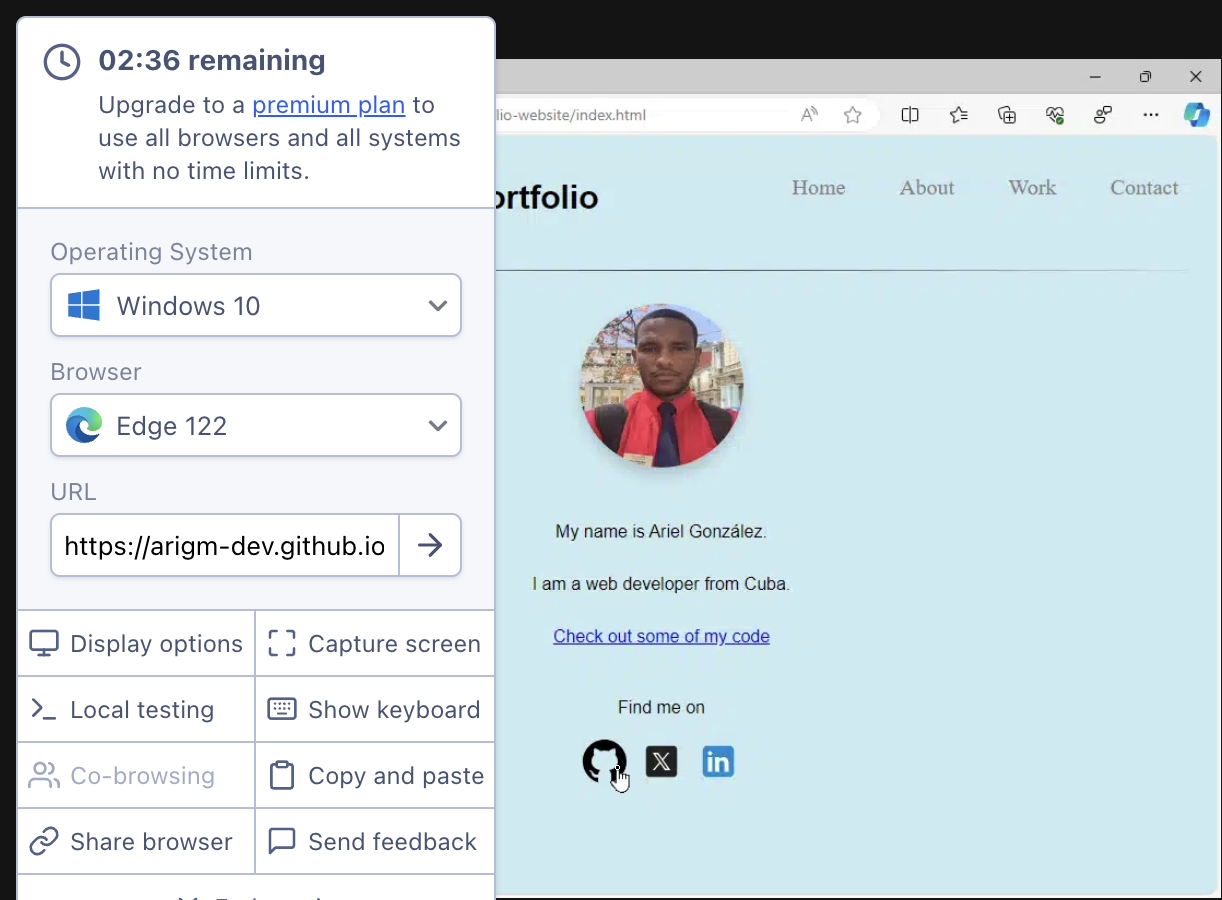 02:36 remaining
Upgrade to a premium plan to
use all browsers and all systems
with no time limits.
Operating System
Windows 10
Browser
Edge 122
URL
https://arigm-dev.github.io
Display options
Capture screen
Local testing
Show keyboard
Co-browsing
Copy and paste
Share browser
Send feedback
lio-website/index.html
ortfolio
Home
About
Work
Contact
My name is Ariel González.
I am a web developer from Cuba.
Check out some of my code
Find me on
X
in